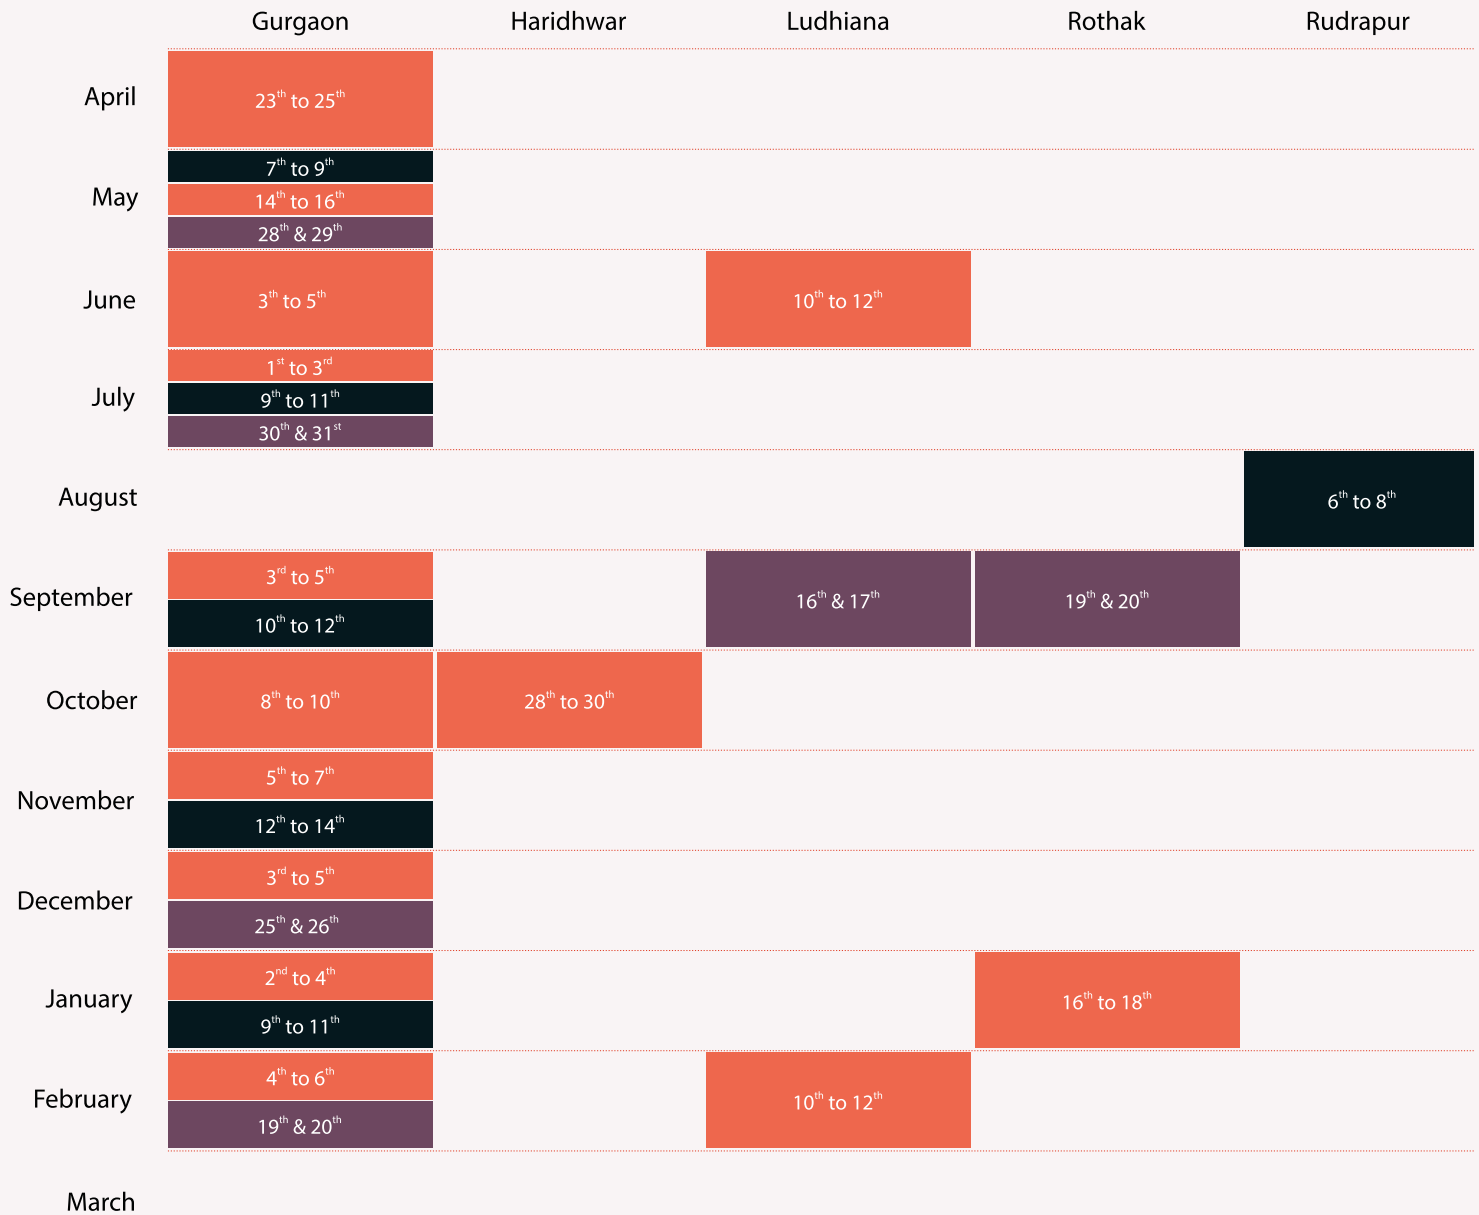 Gurgaon Haridhwar Ludhiana Rothak Rudrapur
April 23th to 25th
May 7th to 9th
14th to 16th
28th & 29th
June 3th to 5th 10th to 12th
July 1st to 3rd
9th to 11th
30th & 31st
August 6th to 8th
September 3rd to 5th 16th & 17th 19th & 20th
10th to 12th
October 8th to 10th 28th to 30th
November 5th to 7th
12th to 14th
December 3rd to 5th
25th & 26th
January 2nd to 4th 16th to 18th
9th to 11th
February 4th to 6th 10th to 12th
19th & 20th
March